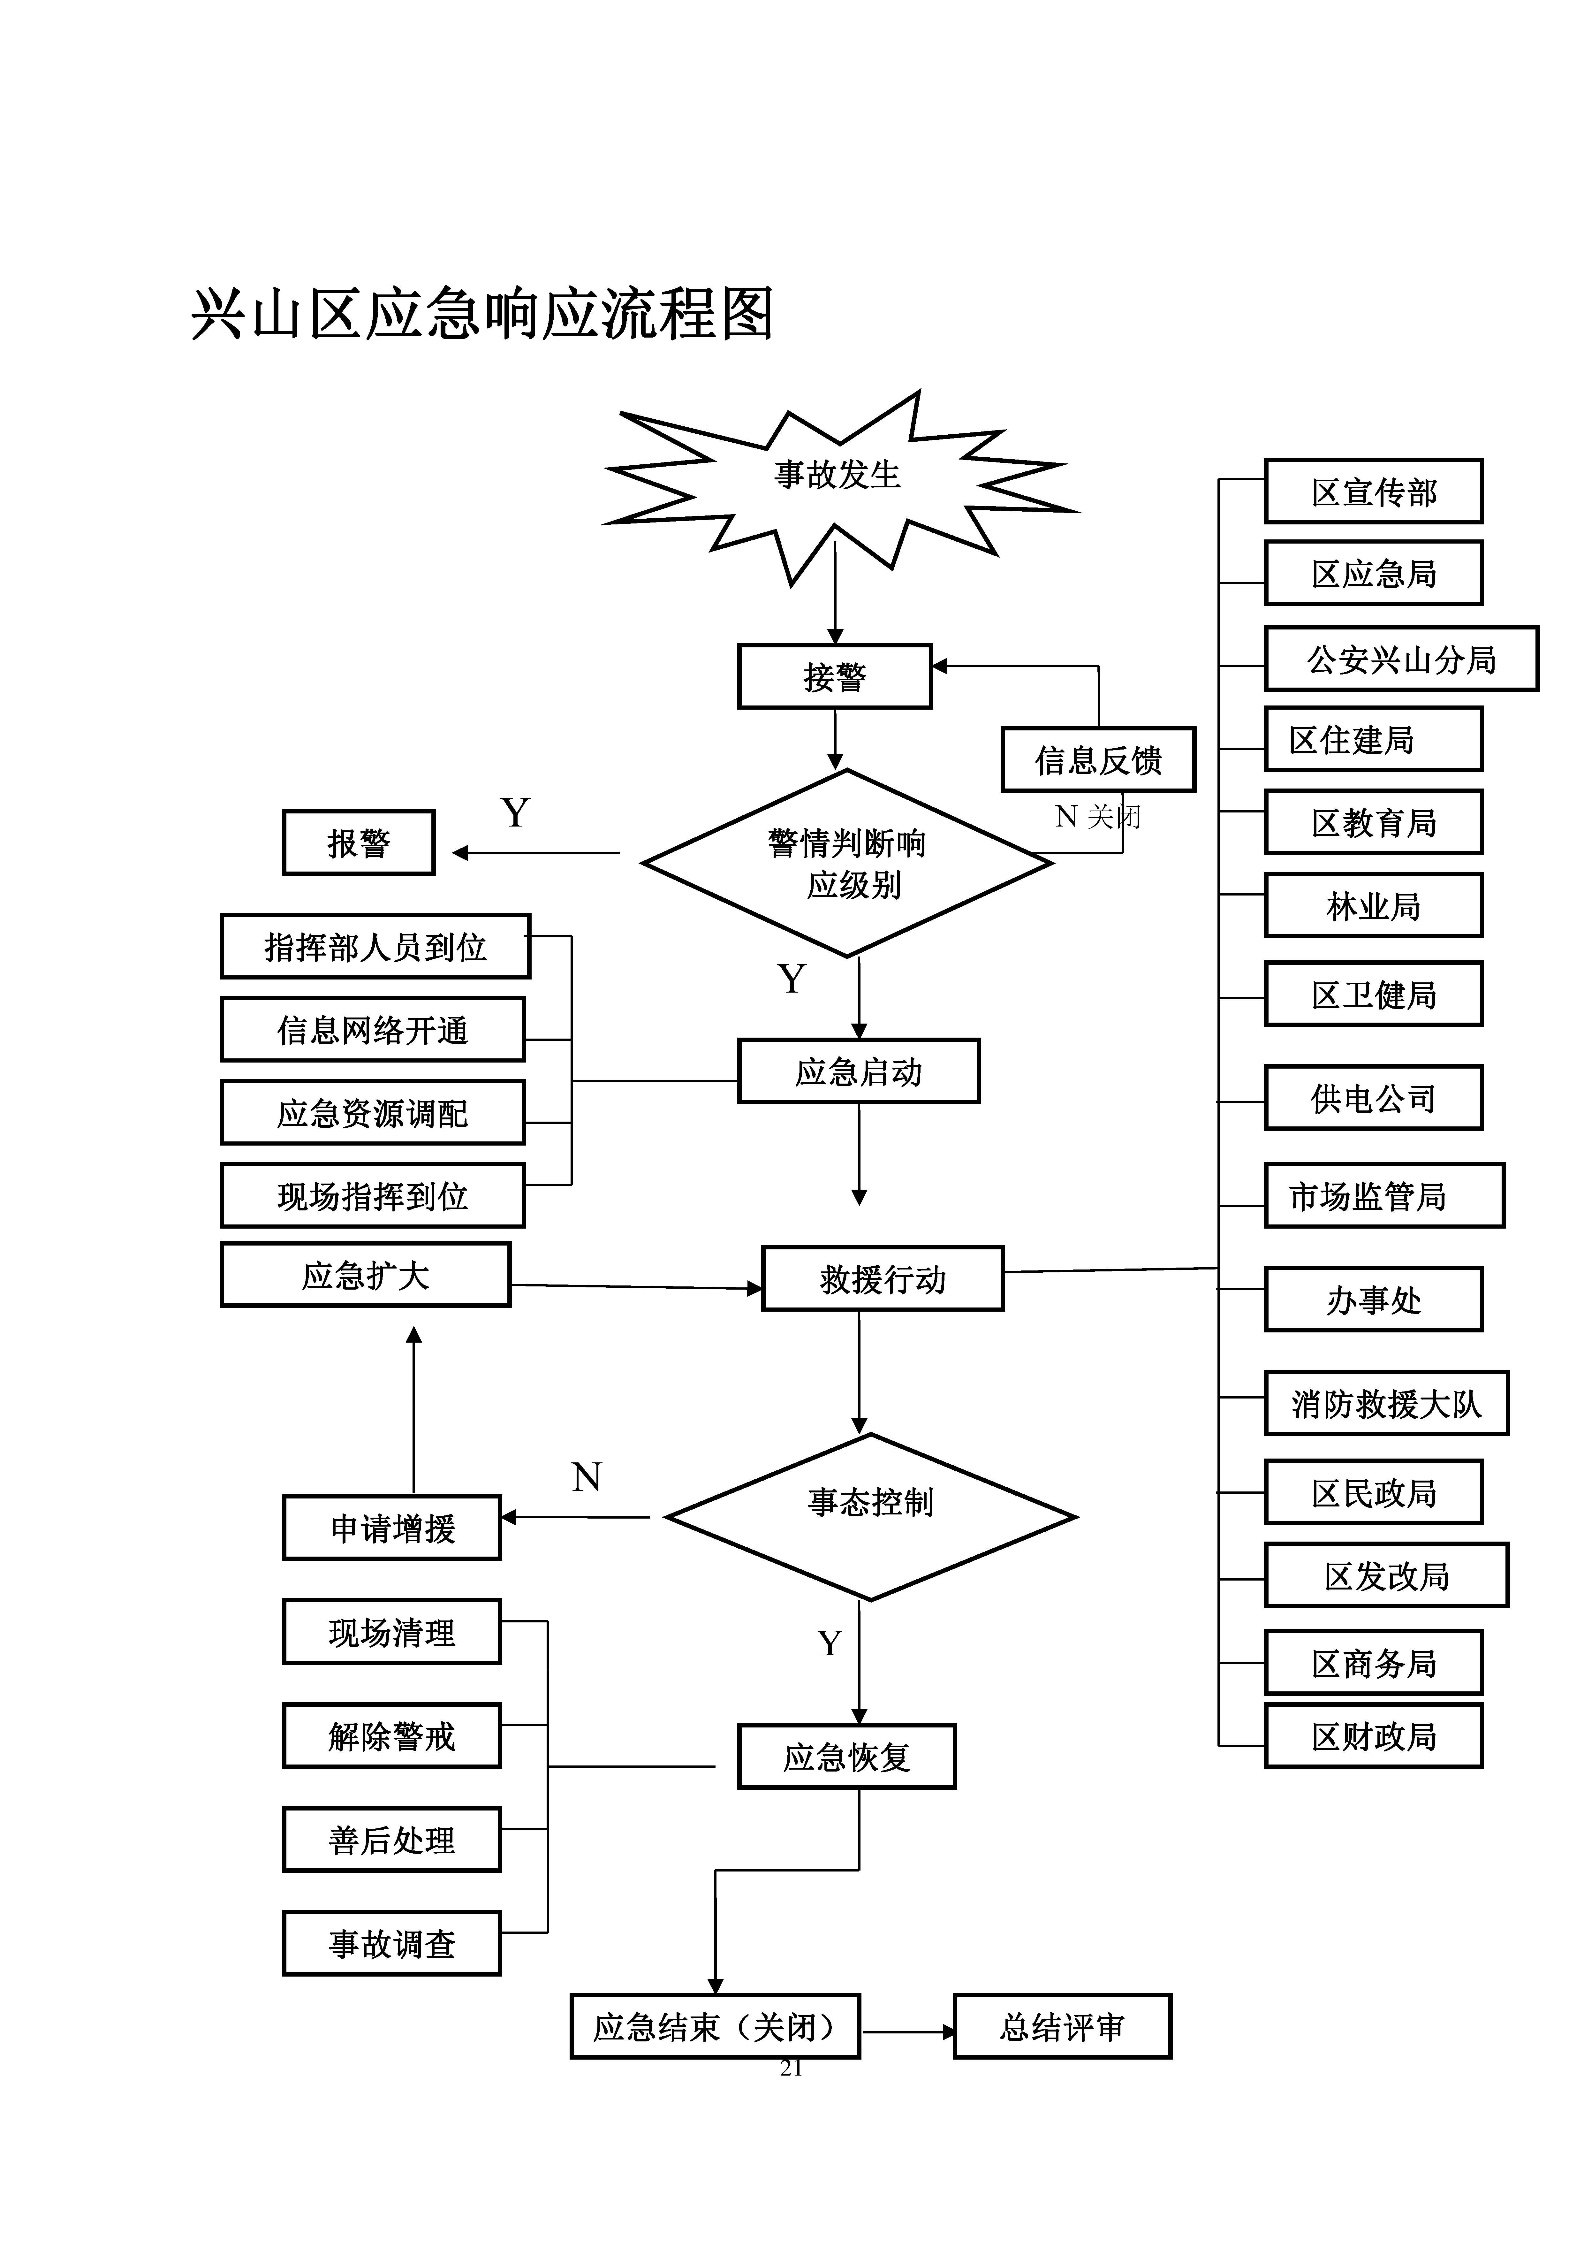 兴山区应急响应流程图
事故发生
接警
信息反馈
N 关闭
警情判断响
应级别
Y
报警
指挥部人员到位
信息网络开通
应急资源调配
现场指挥到位
Y
应急启动
应急扩大
救援行动
N
申请增援
事态控制
Y
现场清理
解除警戒
善后处理
事故调查
应急恢复
应急结束（关闭）
总结评审
区宣传部
区应急局
公安兴山分局
区住建局
区教育局
林业局
区卫健局
供电公司
市场监管局
办事处
消防救援大队
区民政局
区发改局
区商务局
区财政局
21